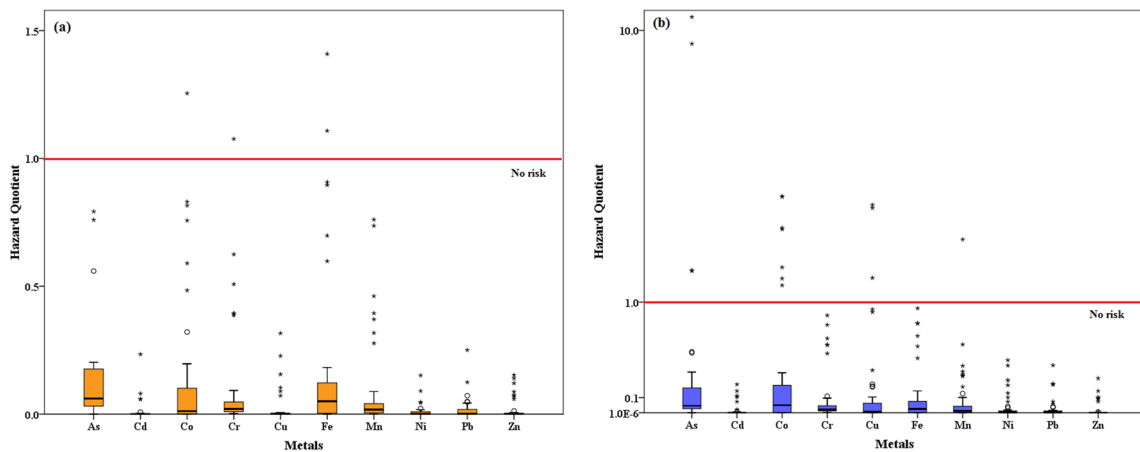 (a)
Hazard Quotient
1.5
1.0
0.5
0.0
No risk
As Cd Co Cr Cu Fe Mn Ni Pb Zn
Metals
(b)
Hazard Quotient
10.0
1.0
0.1
1.0E-6
No risk
As Cd Co Cr Cu Fe Mn Ni Pb Zn
Metals